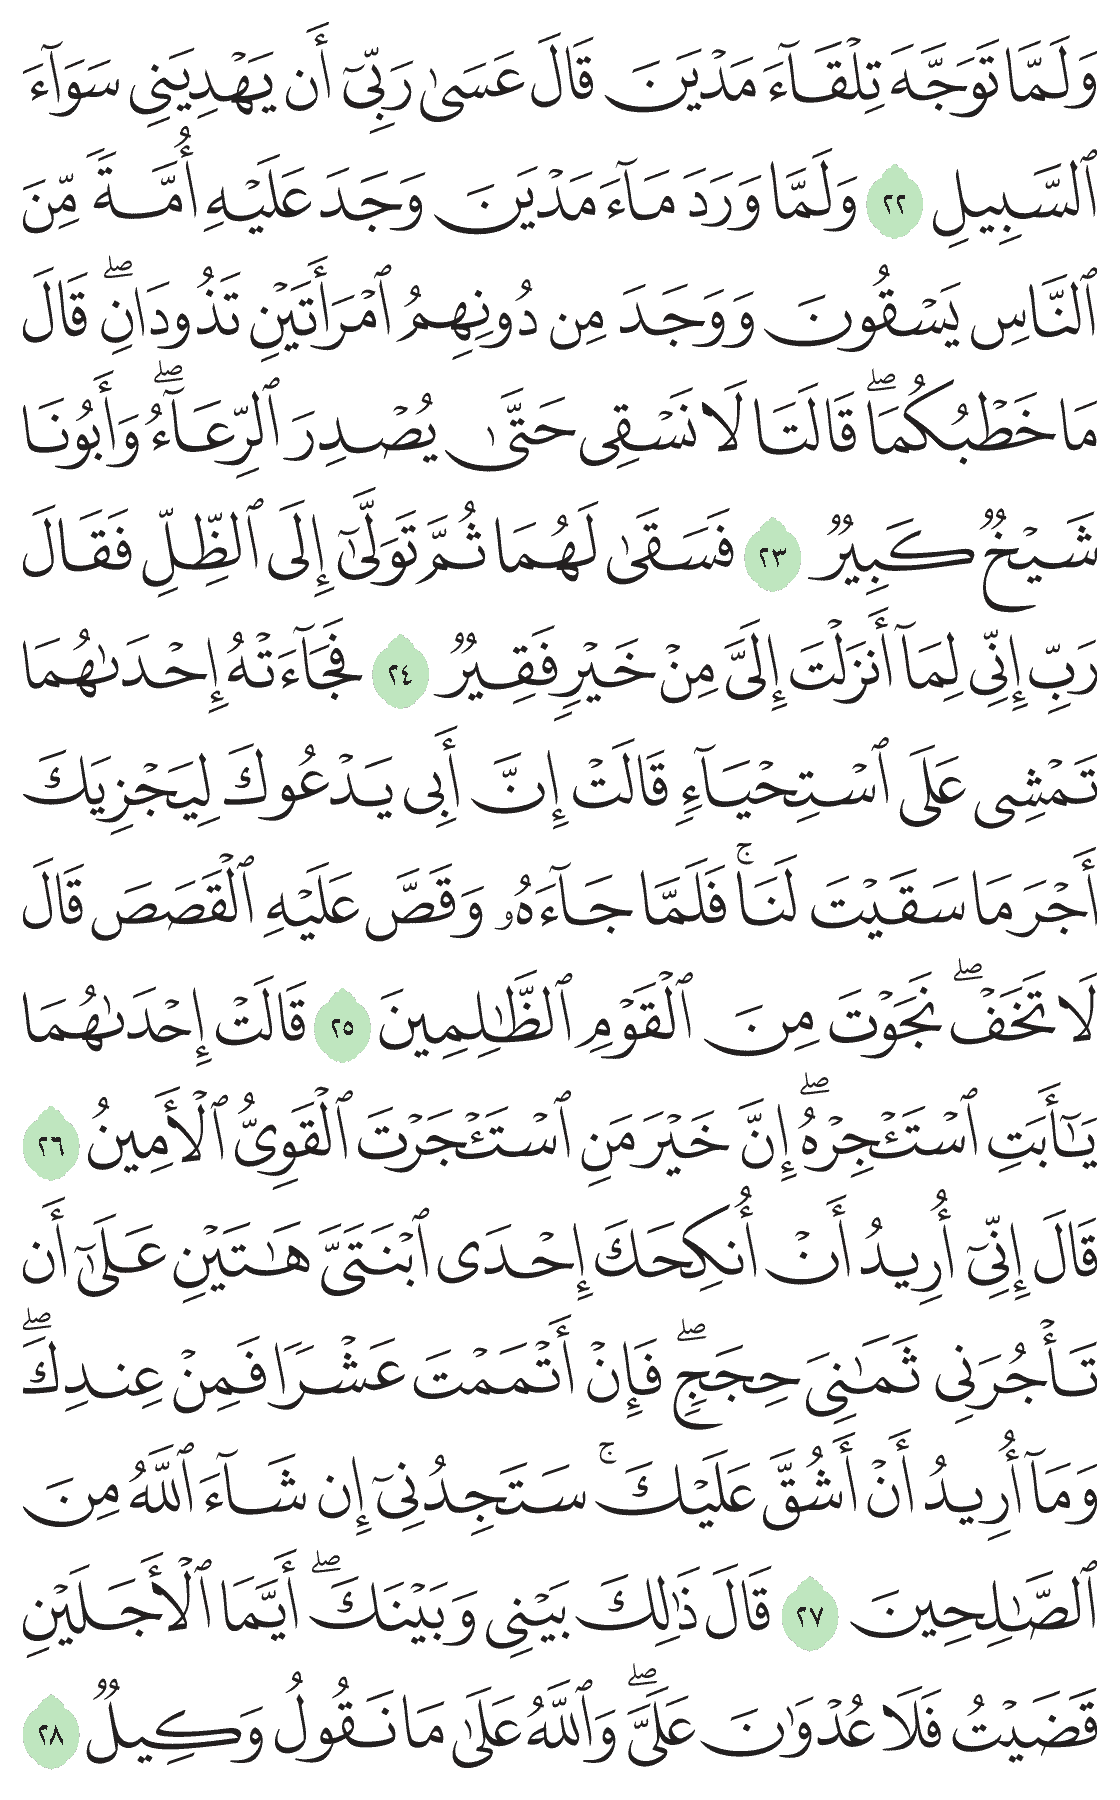 وَلَمَّا تَوَجَّهَ تِلۡقَآءَ مَدۡيَنَ قَالَ عَسَىٰ رَبِّيٓ أَن يَهۡدِيَنِي سَوَآءَ
ٱلسَّبِيلِ ٢٢ وَلَمَّا وَرَدَ مَآءَ مَدۡيَنَ وَجَدَ عَلَيۡهِ أُمَّةٗ مِّنَ
ٱلنَّاسِ يَسۡقُونَ وَوَجَدَ مِن دُونِهِمُ ٱمۡرَأَتَيۡنِ تَذُودَانِۖ قَالَ
مَا خَطۡبُكُمَاۖ قَالَتَا لَا نَسۡقِي حَتَّىٰ يُصۡدِرَ ٱلرِّعَآءُۖ وَأَبُونَا
شَيۡخٞ كَبِيرٞ ٢٣ فَسَقَىٰ لَهُمَا ثُمَّ تَوَلَّىٰٓ إِلَى ٱلظِّلِّ فَقَالَ
رَبِّ إِنِّي لِمَآ أَنزَلۡتَ إِلَيَّ مِنۡ خَيۡرٖ فَقِيرٞ ٢٤ فَجَآءَتۡهُ إِحۡدَىٰهُمَا
تَمۡشِي عَلَى ٱسۡتِحۡيَآءٖ قَالَتۡ إِنَّ أَبِي يَدۡعُوكَ لِيَجۡزِيَكَ
أَجۡرَ مَا سَقَيۡتَ لَنَاۚ فَلَمَّا جَآءَهُۥ وَقَصَّ عَلَيۡهِ ٱلۡقَصَصَ قَالَ
لَا تَخَفۡۖ نَجَوۡتَ مِنَ ٱلۡقَوۡمِ ٱلظَّٰلِمِينَ ٢٥ قَالَتۡ إِحۡدَىٰهُمَا
يَٰٓأَبَتِ ٱسۡتَـٔۡجِرۡهُۖ إِنَّ خَيۡرَ مَنِ ٱسۡتَـٔۡجَرۡتَ ٱلۡقَوِيُّ ٱلۡأَمِينُ ٢٦
قَالَ إِنِّيٓ أُرِيدُ أَنۡ أُنكِحَكَ إِحۡدَى ٱبۡنَتَيَّ هَٰتَيۡنِ عَلَىٰٓ أَن
تَأۡجُرَنِي ثَمَٰنِيَ حِجَجٖۖ فَإِنۡ أَتۡمَمۡتَ عَشۡرٗا فَمِنۡ عِندِكَۖ
وَمَآ أُرِيدُ أَنۡ أَشُقَّ عَلَيۡكَۚ سَتَجِدُنِيٓ إِن شَآءَ ٱللَّهُ مِنَ
ٱلصَّٰلِحِينَ ٢٧ قَالَ ذَٰلِكَ بَيۡنِي وَبَيۡنَكَۖ أَيَّمَا ٱلۡأَجَلَيۡنِ
قَضَيۡتُ فَلَا عُدۡوَٰنَ عَلَيَّۖ وَٱللَّهُ عَلَىٰ مَا نَقُولُ وَكِيلٞ ٢٨